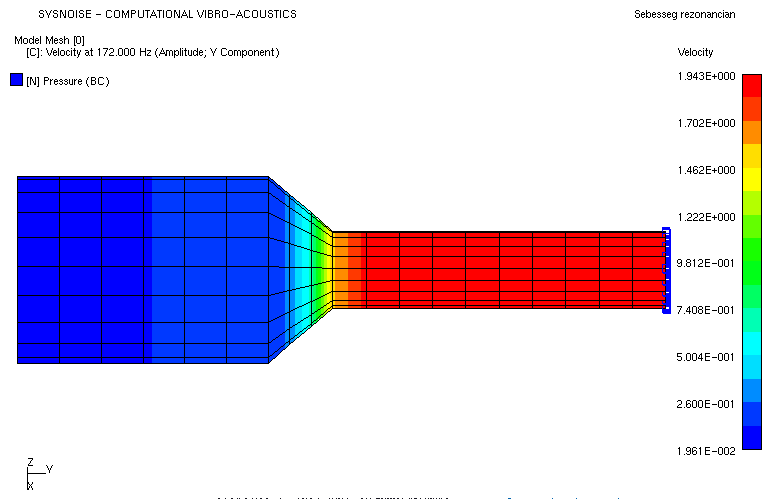 SYSNOISE - COMPUTATIONAL VIBRO-ACOUSTICS
Sebesseg rezonancian
Model Mesh [0]
[C]: Velocity at 172.000 Hz (Amplitude; Y Component)
[N] Pressure (BC)
Velocity
1.943E+000
1.702E+000
1.462E+000
1.222E+000
9.812E-001
7.408E-001
5.004E-001
2.600E-001
1.961E-002
Z
Y
X